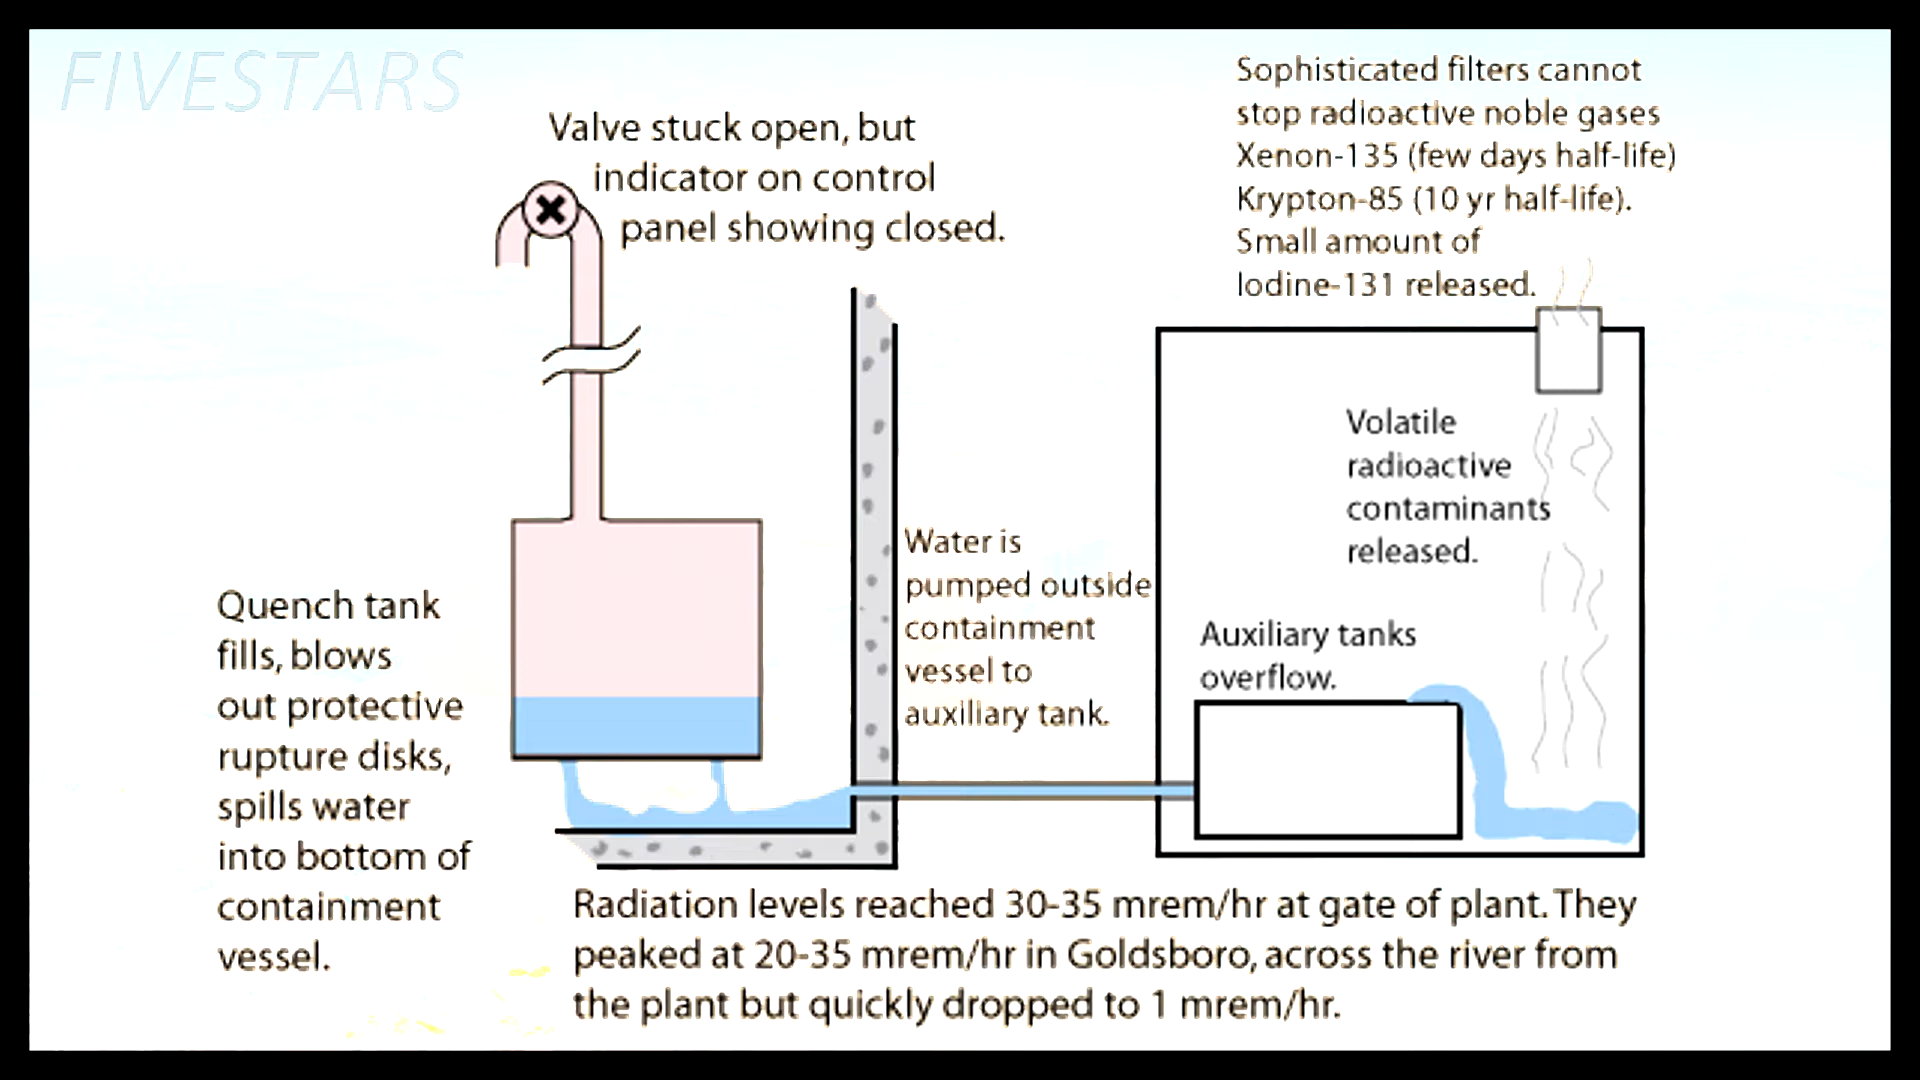 FIVESTARS
Valve stuck open, but
indicator on control
panel showing closed.
Sophisticated filters cannot
stop radioactive noble gases
Xenon-135 (few days half-life)
Krypton-85 (10 yr half-life).
Small amount of
Iodine-131 released.
Volatile
radioactive
contaminants
released.
Water is
pumped outside
containment
vessel to
auxiliary tank.
Auxiliary tanks
overflow.
Quench tank
fills, blows
out protective
rupture disks,
spills water
into bottom of
containment
vessel.
Radiation levels reached 30-35 mrem/hr at gate of plant. They
peaked at 20-35 mrem/hr in Goldsboro, across the river from
the plant but quickly dropped to 1 mrem/hr.